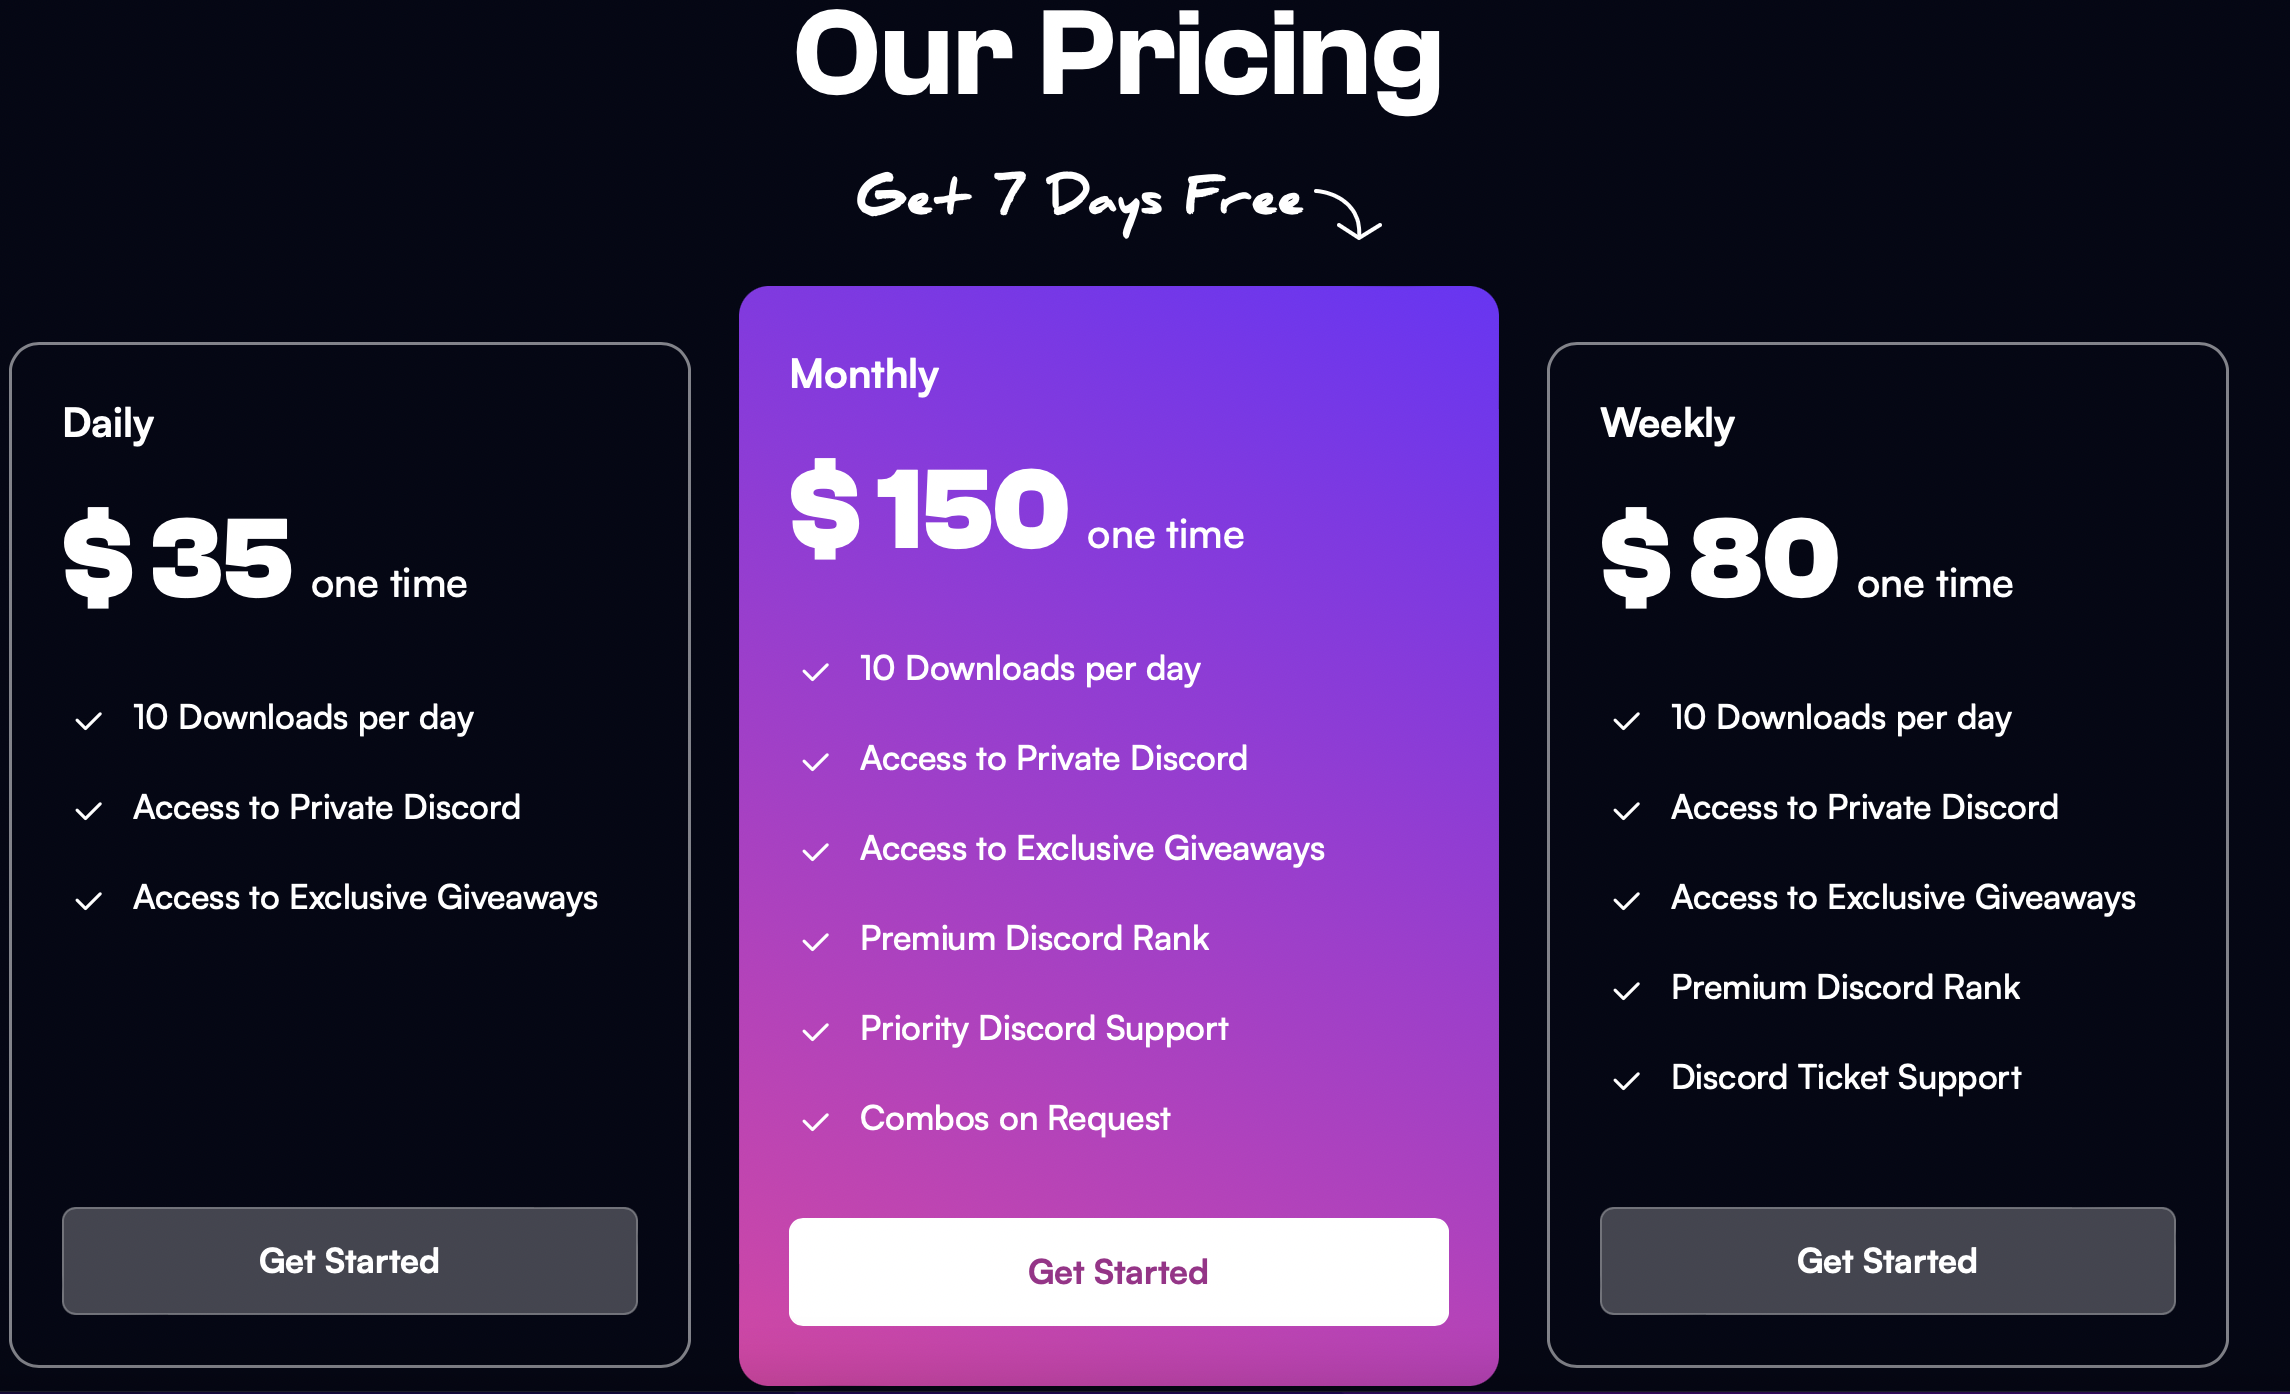 Our Pricing
Get 7 Days Free
Daily
$ 35 one time
10 Downloads per day
Access to Private Discord
Access to Exclusive Giveaways
Get Started
Monthly
$ 150 one time
10 Downloads per day
Access to Private Discord
Access to Exclusive Giveaways
Premium Discord Rank
Priority Discord Support
Combos on Request
Get Started
Weekly
$ 80 one time
10 Downloads per day
Access to Private Discord
Access to Exclusive Giveaways
Premium Discord Rank
Discord Ticket Support
Get Started